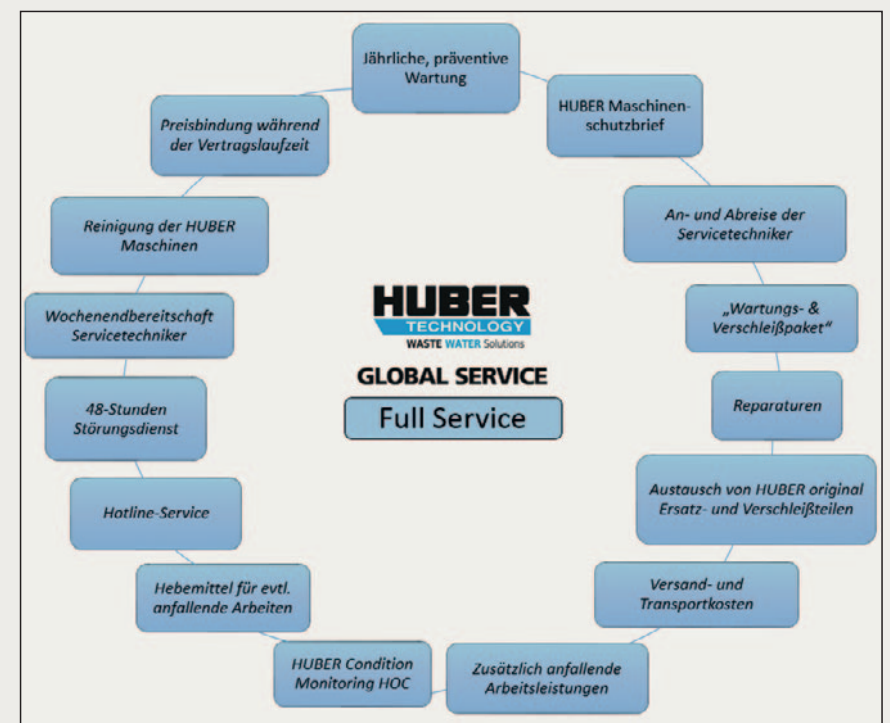 Jährliche, präventive
Wartung
HUBER Maschinen-
schutzbrief
An- und Abreise der
Servicetechniker
„Wartungs- &
Verschleißpaket“
Reparaturen
Austausch von HUBER original
Ersatz- und Verschleißteilen
Versand- und
Transportkosten
Zusätzlich anfallende
Arbeitsleistungen
HUBER Condition
Monitoring HOC
Hebemittel für evtl.
anfallende Arbeiten
Hotline-Service
48-Stunden
Störungsdienst
Wochenendbereitschaft
Servicetechniker
Reinigung der HUBER
Maschinen
Preisbindung während
der Vertragslaufzeit
HUBER
TECHNOLOGY
WASTE WATER Solutions
GLOBAL SERVICE
Full Service